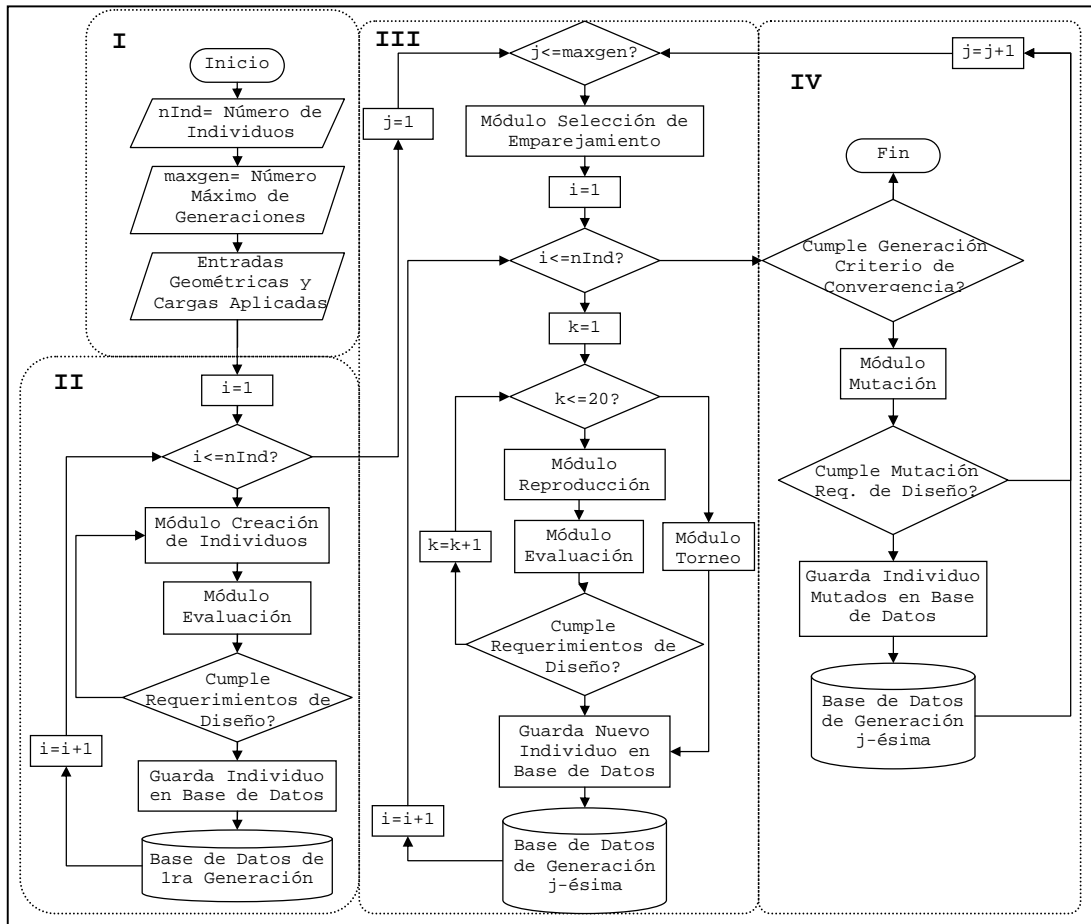 I
Inicio
nInd= Número de
Individuos
maxgen= Número
Máximo de
Generaciones
Entradas
Geométricas y
Cargas Aplicadas
II
i=1
i<=nInd?
Módulo Creación
de Individuos
Módulo
Evaluación
Cumple
Requerimientos de
Diseño?
i=i+1
Guarda Individuo
en Base de Datos
Base de Datos de
1ra Generación
III
j=1
j<=maxgen?
Módulo Selección de
Emparejamiento
i=1
i<=nInd?
k=1
k<=20?
Módulo
Reproducción
k=k+1
Módulo
Evaluación
Módulo
Torneo
Cumple
Requerimientos de
Diseño?
Guarda Nuevo
Individuo en
Base de Datos
i=i+1
Base de Datos
de Generación
j-ésima
IV
j=j+1
Fin
Cumple Generación
Criterio de
Convergencia?
Módulo
Mutación
Cumple Mutación
Req. de Diseño?
Guarda Individuo
Mutados en Base
de Datos
Base de Datos
de Generación
j-ésima